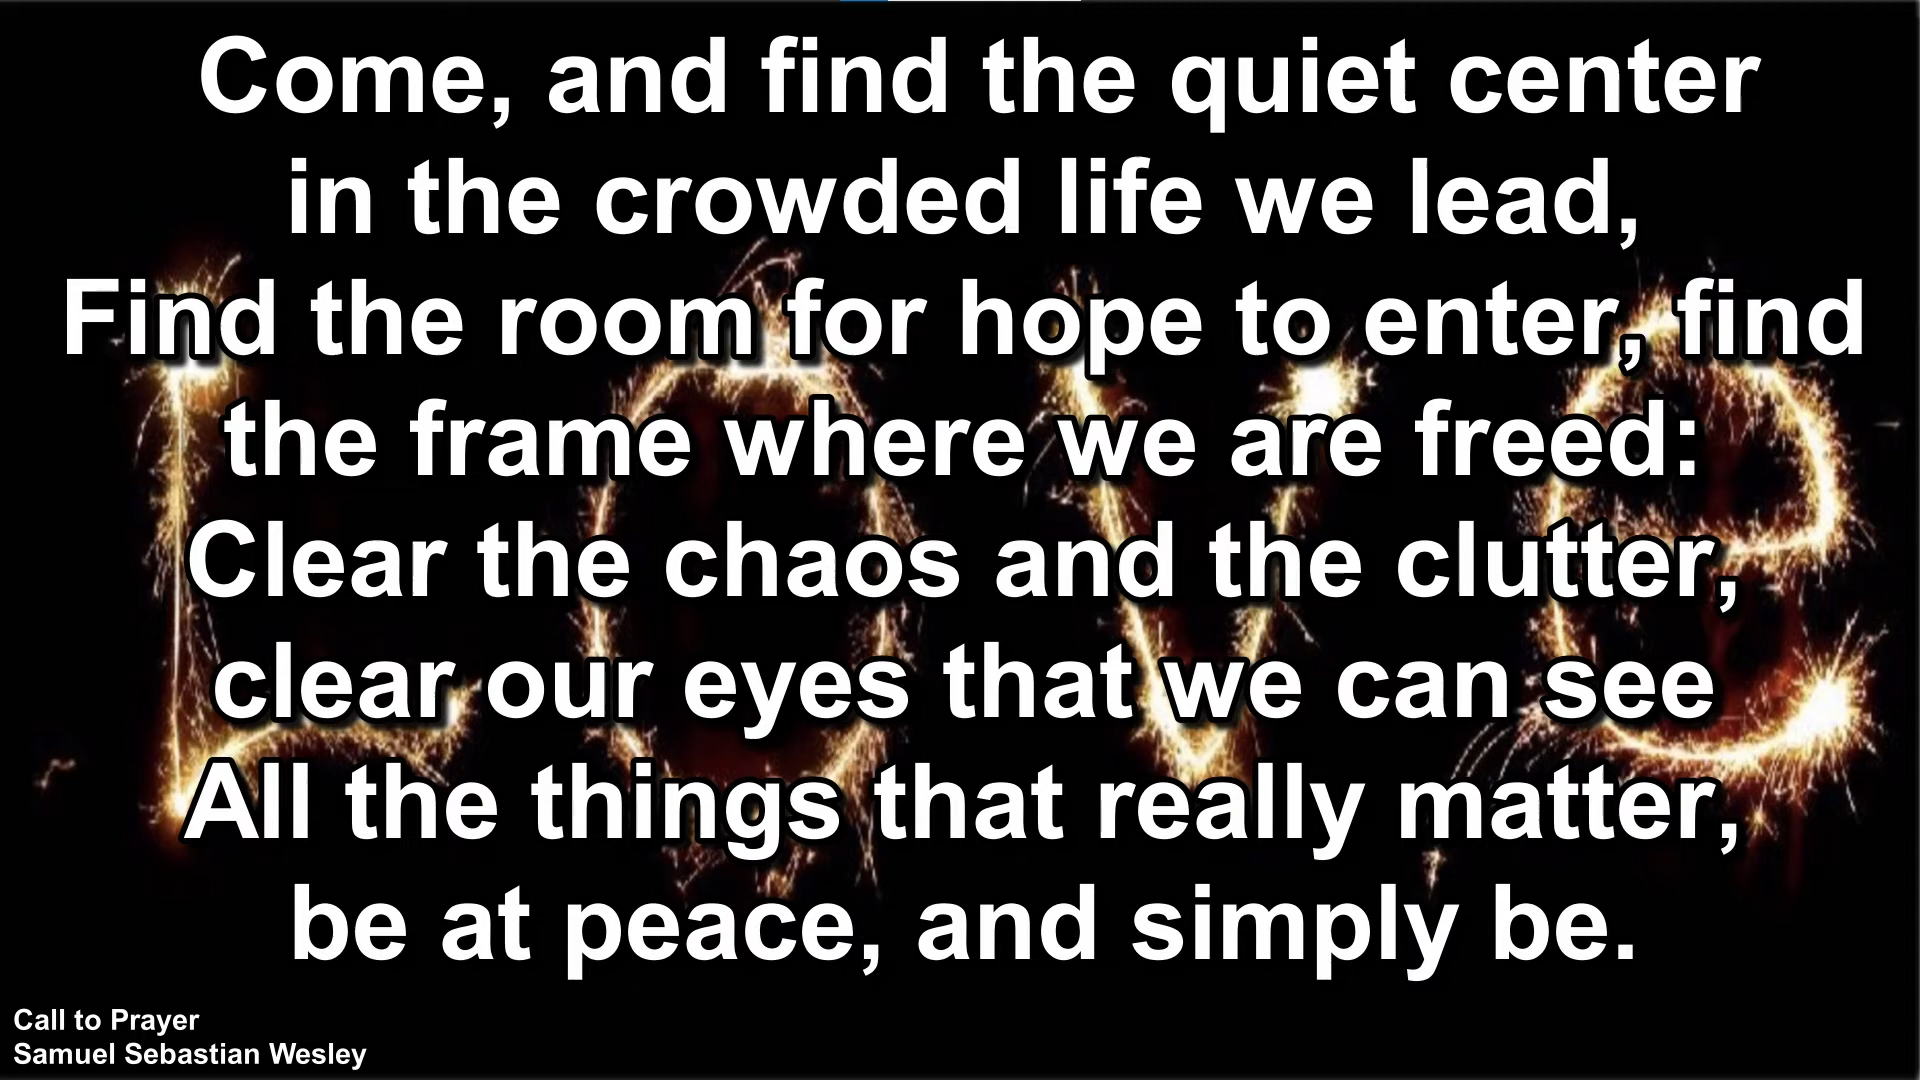 Come, and find the quiet center
in the crowded life we lead,
Find the room for hope to enter, find
the frame where we are freed:
Clear the chaos and the clutter,
clear our eyes that we can see
All the things that really matter,
be at peace, and simply be.
Love
Call to Prayer
Samuel Sebastian Wesley